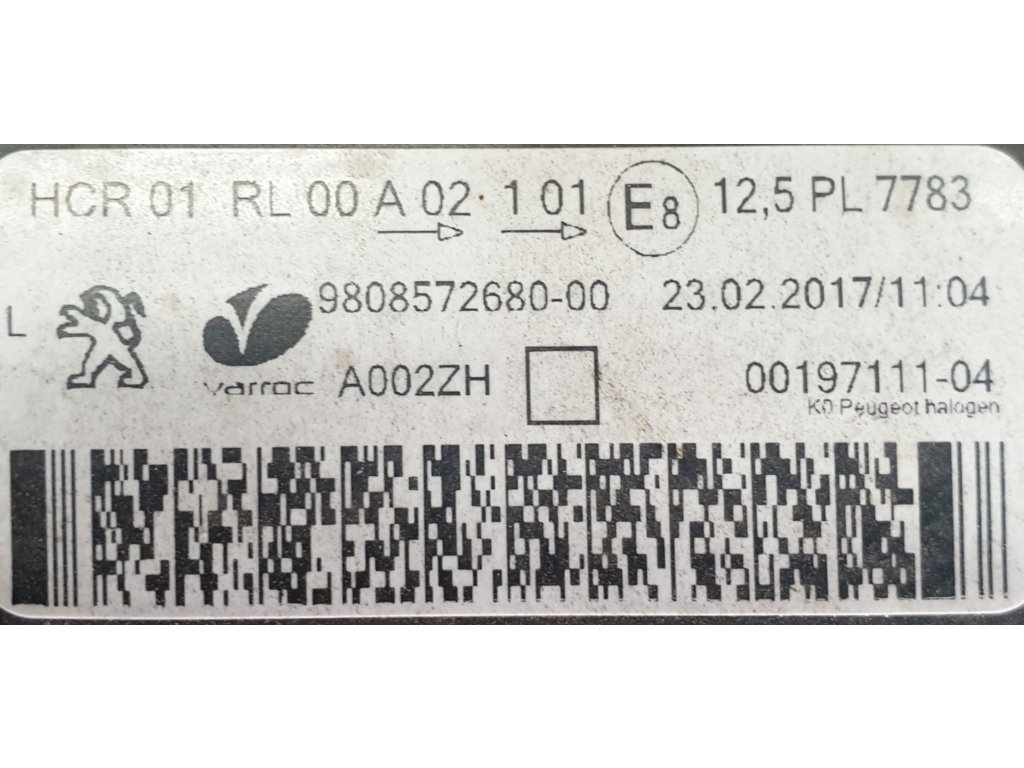 HCR 01 RL 00 A 02 1 01 E8 12,5 PL 7783
9808572680-00 23.02.2017/11:04
L
varroc A002ZH 00197111-04
K0 Peugeot halogen